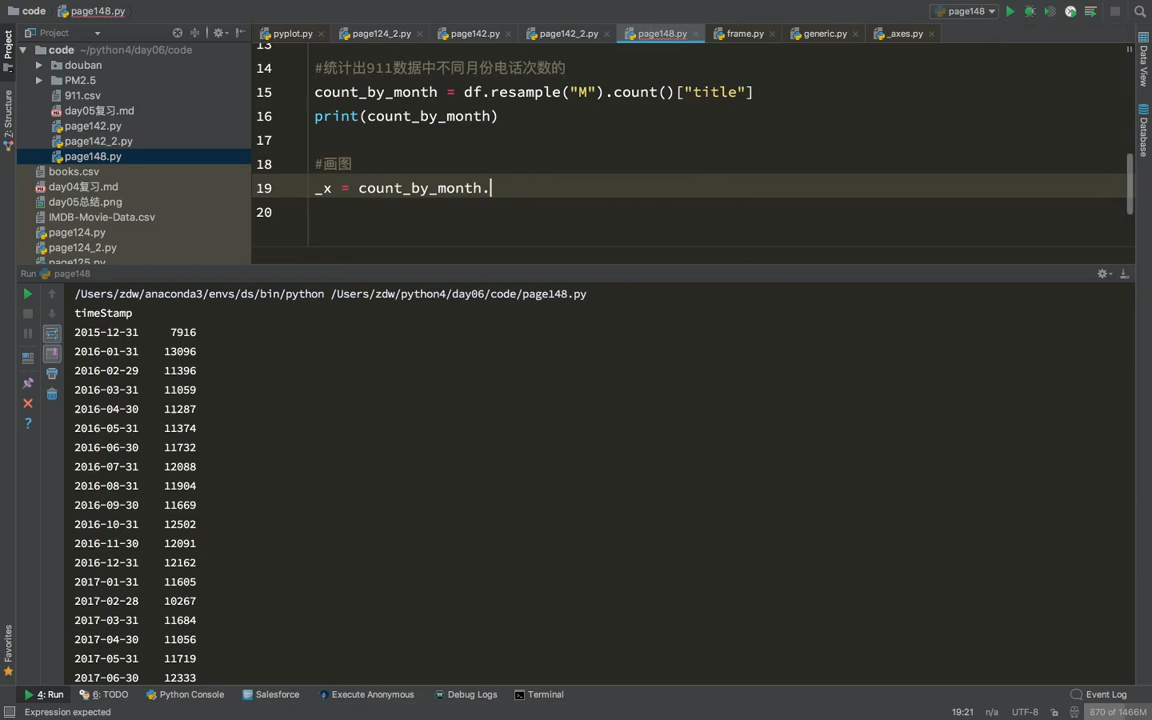 code page148.py
page148
Project
pyplot.py page124_2.py page142.py page142_2.py page148.py frame.py generic.py _axes.py
code ~/python4/day06/code
douban
PM2.5
911.csv
day05复习.md
page142.py
page142_2.py
page148.py
books.csv
day04复习.md
day05总结.png
IMDB-Movie-Data.csv
page124.py
page124_2.py
page125.py
13
14 #统计出911数据中不同月份电话次数的
15 count_by_month = df.resample("M").count()["title"]
16 print(count_by_month)
17
18 #画图
19 _x = count_by_month.
20
1: Project
7: Structure
Favorites
Data View
Database
Run page148
/Users/zdw/anaconda3/envs/ds/bin/python /Users/zdw/python4/day06/code/page148.py
timeStamp
2015-12-31 7916
2016-01-31 13096
2016-02-29 11396
2016-03-31 11059
2016-04-30 11287
2016-05-31 11374
2016-06-30 11732
2016-07-31 12088
2016-08-31 11904
2016-09-30 11669
2016-10-31 12502
2016-11-30 12091
2016-12-31 12162
2017-01-31 11605
2017-02-28 10267
2017-03-31 11684
2017-04-30 11056
2017-05-31 11719
2017-06-30 12333
4: Run 6: TODO Python Console Salesforce Execute Anonymous Debug Logs Terminal Event Log
Expression expected 19:21 n/a UTF-8 870 of 1466M